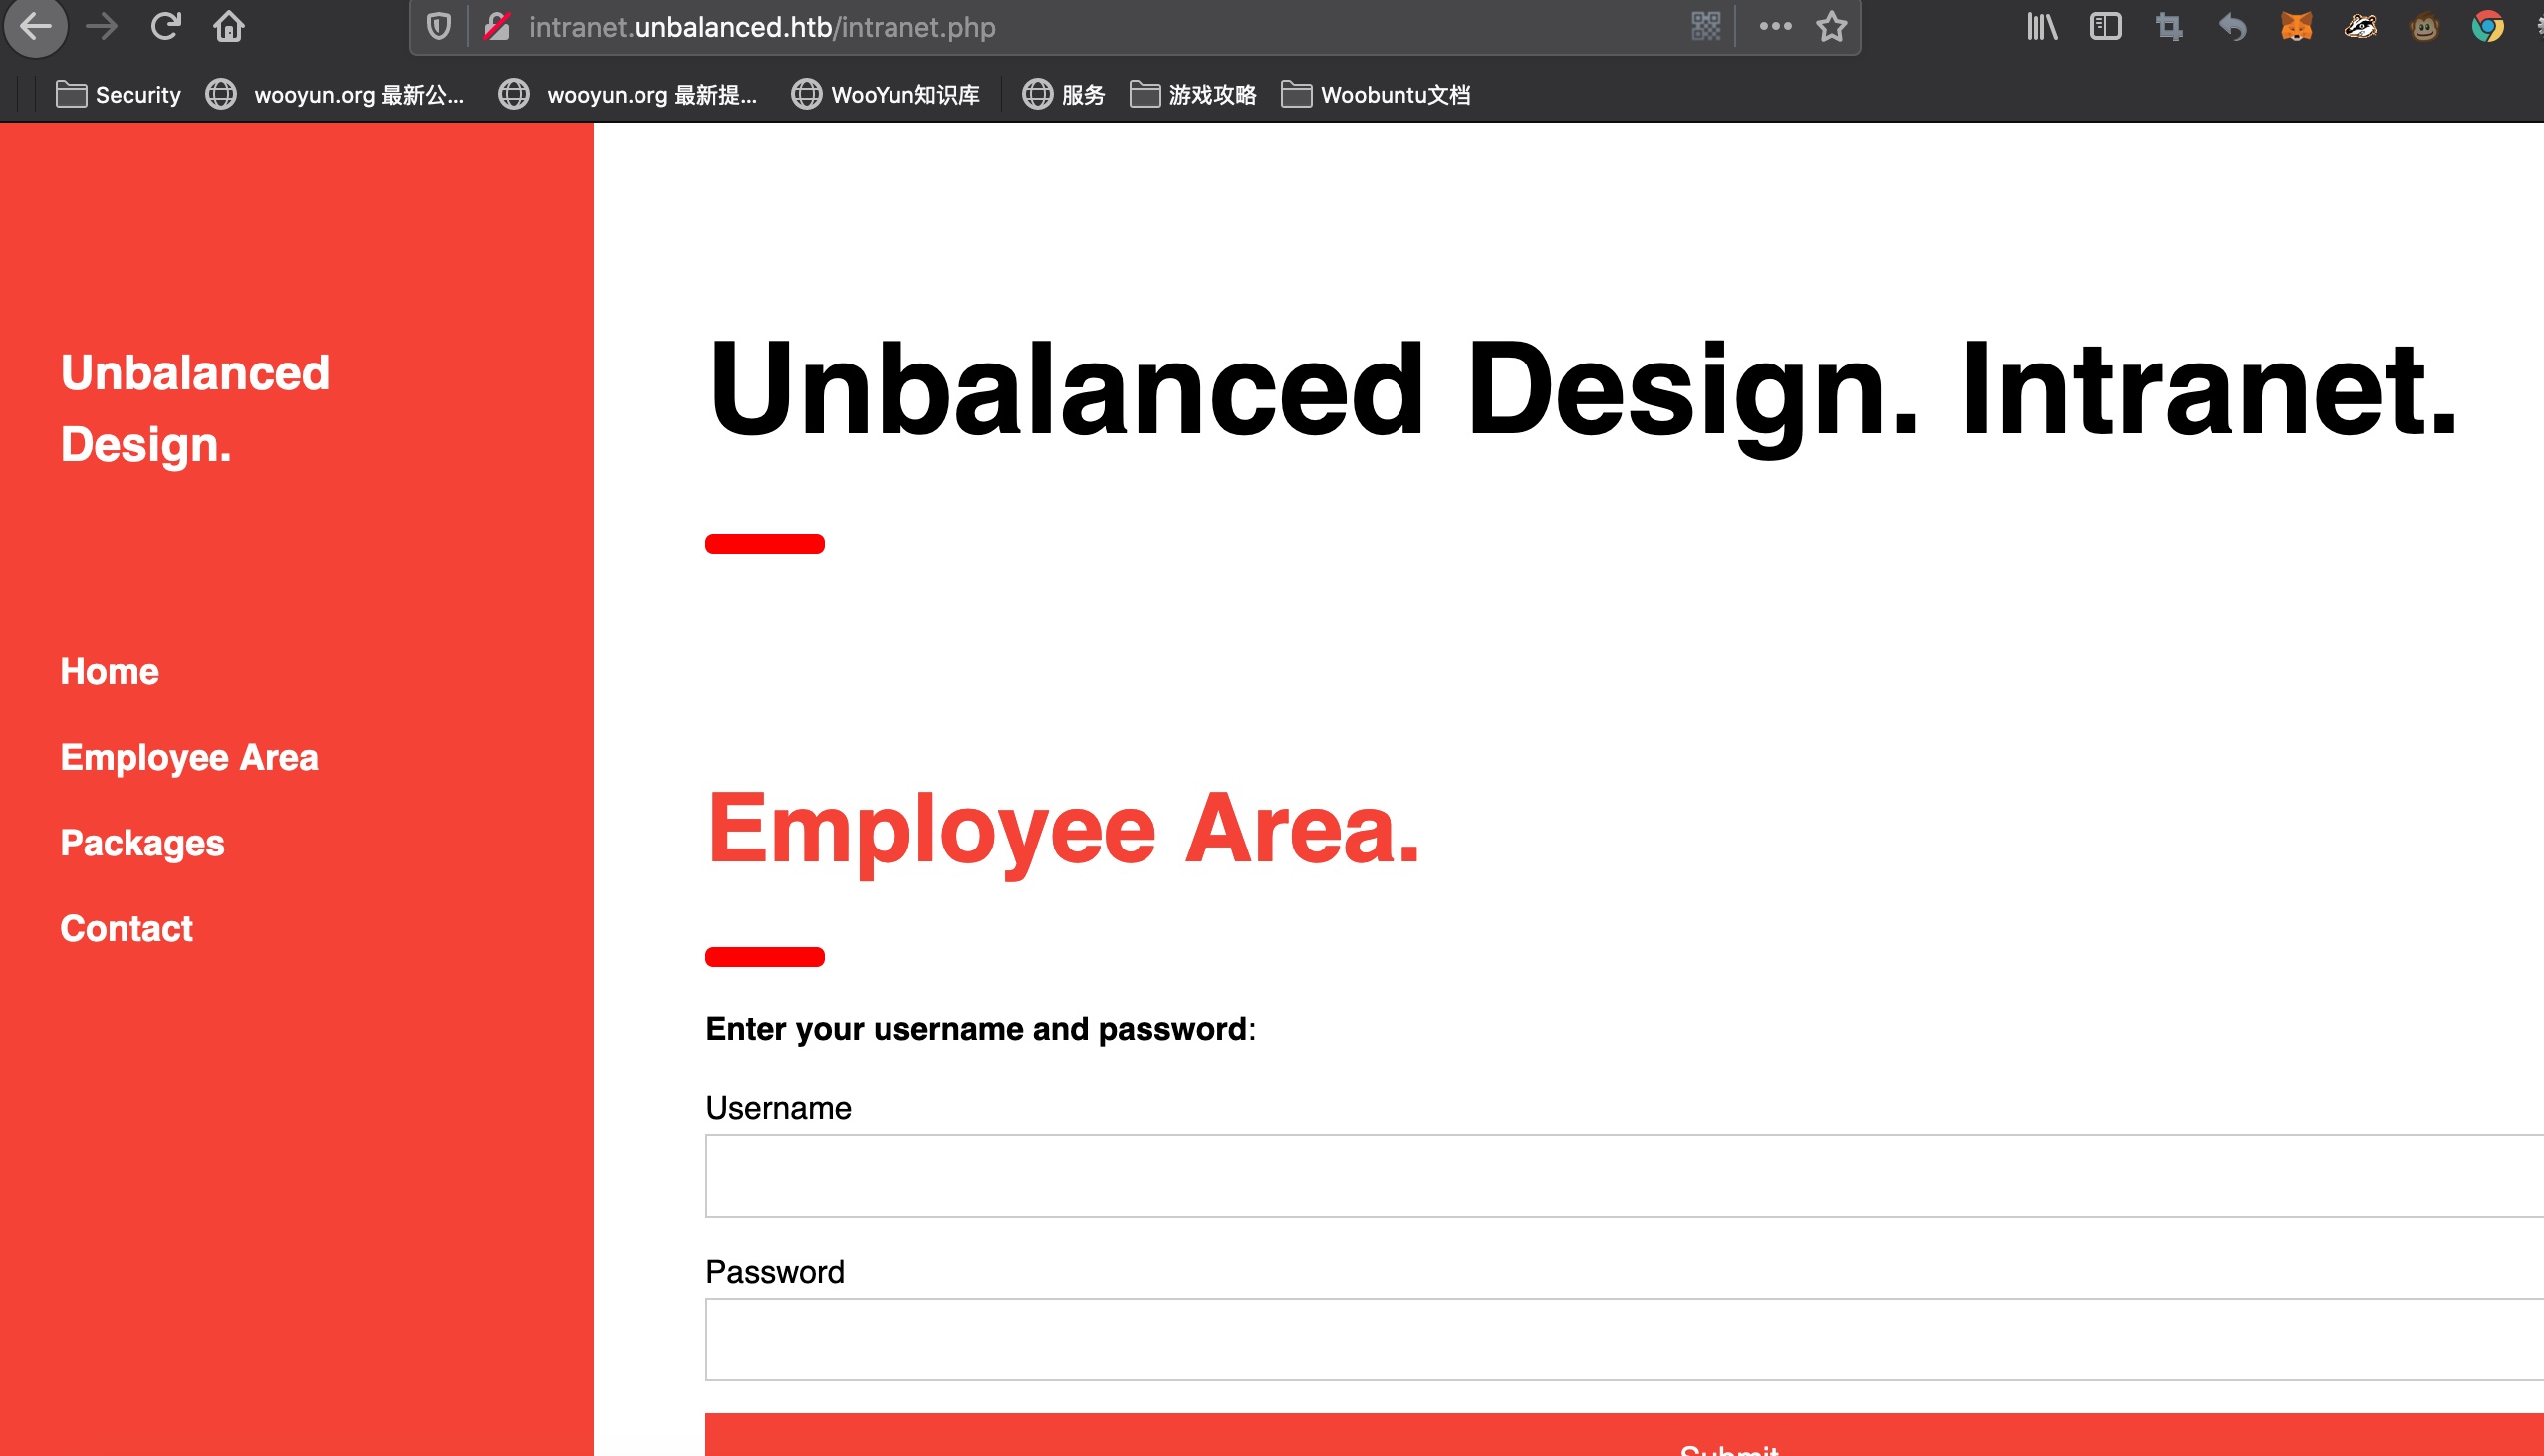 intranet.unbalanced.htb/intranet.php
Security wooyun.org 最新公... wooyun.org 最新提... WooYun知识库 服务 游戏攻略 Woobuntu文档
Unbalanced
Design.
Home
Employee Area
Packages
Contact
Unbalanced Design. Intranet.
Employee Area.
Enter your username and password:
Username
Password
Submit